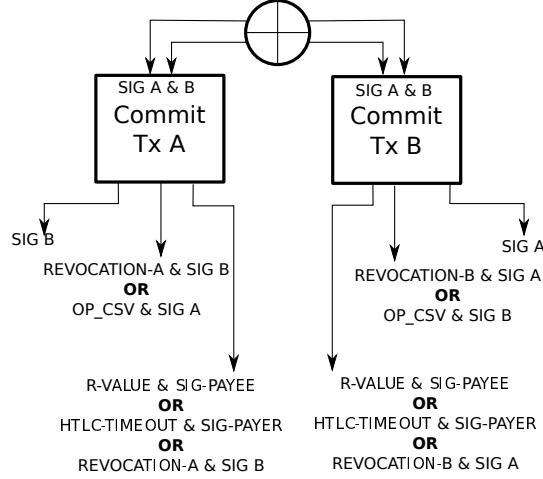 SIG A & B
Commit
Tx A
SIG A & B
Commit
Tx B
SIG B
REVOCATION-A & SIG B
OR
OP_CSV & SIG A
SIG A
REVOCATION-B & SIG A
OR
OP_CSV & SIG B
R-VALUE & SIG-PAYEE
OR
HTLC-TIMEOUT & SIG-PAYER
OR
REVOCATION-A & SIG B
R-VALUE & SIG-PAYEE
OR
HTLC-TIMEOUT & SIG-PAYER
OR
REVOCATION-B & SIG A